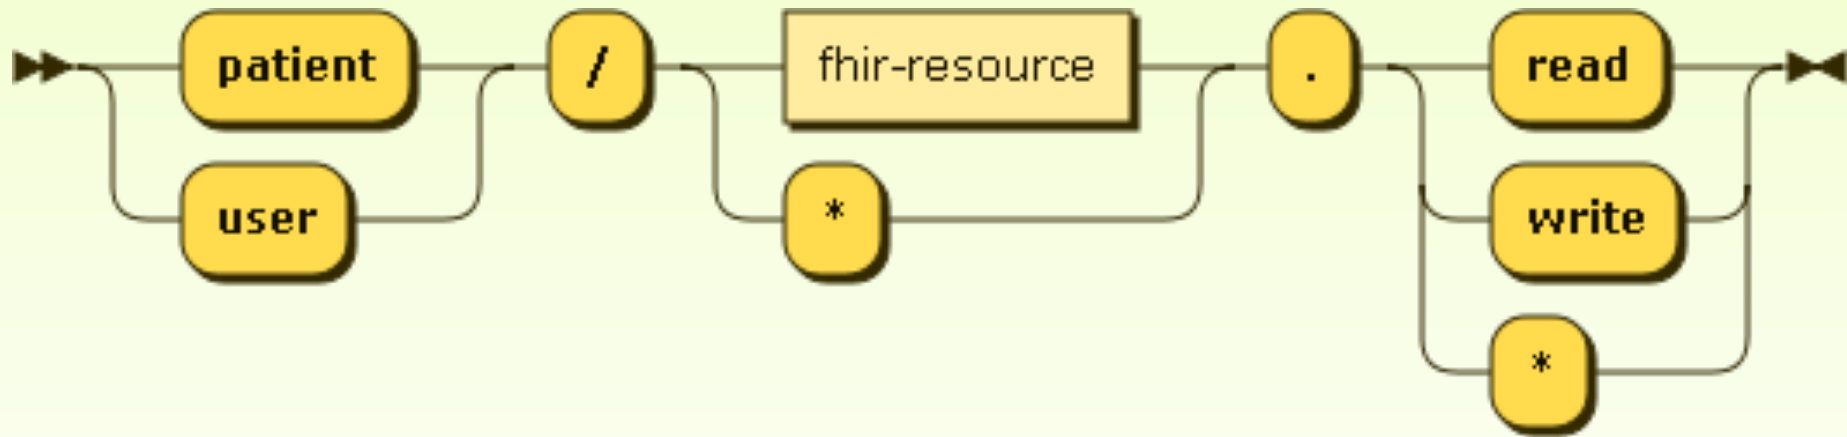 patient / fhir-resource . read
user * write
*